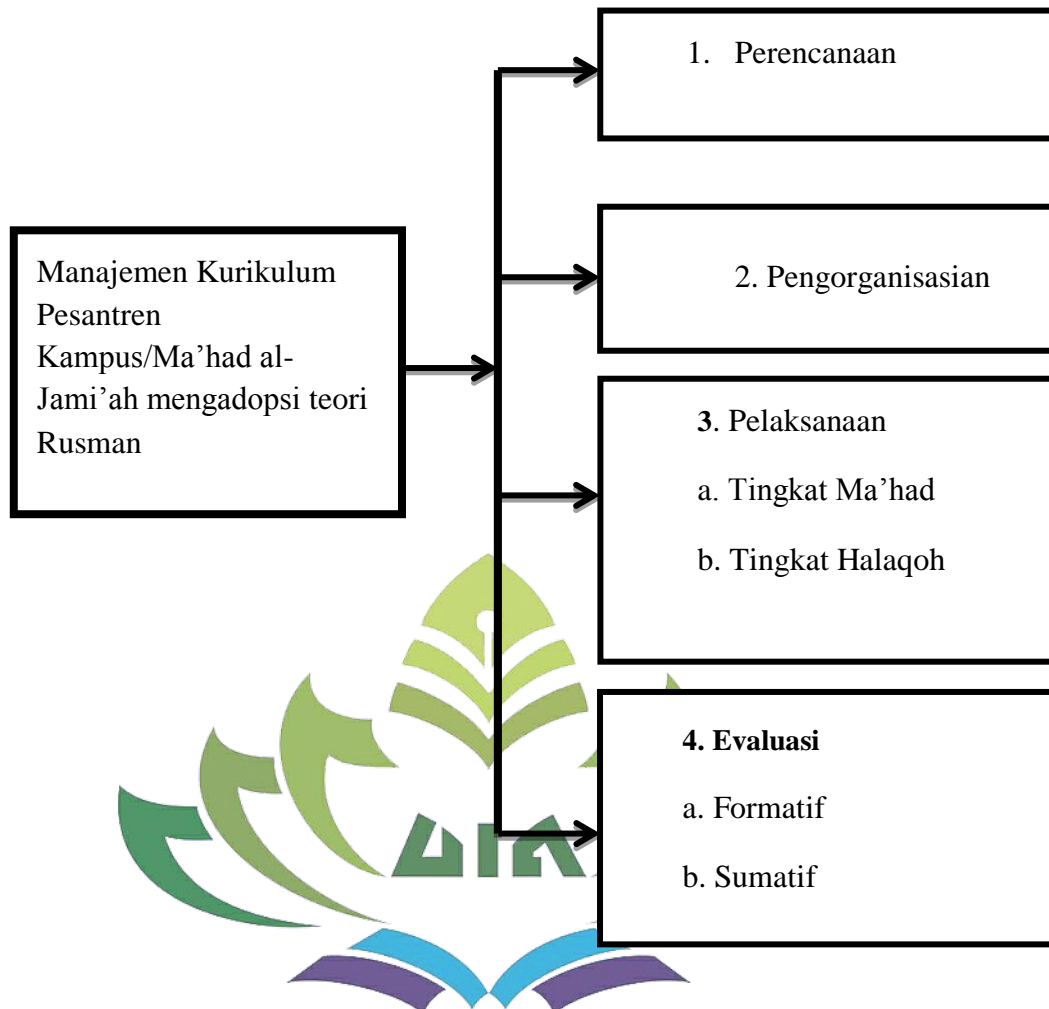 1. Perencanaan
2. Pengorganisasian
Manajemen Kurikulum
Pesantren
Kampus/Ma’had al-
Jami’ah mengadopsi teori
Rusman
3. Pelaksanaan
a. Tingkat Ma’had
b. Tingkat Halaqoh
4. Evaluasi
a. Formatif
b. Sumatif